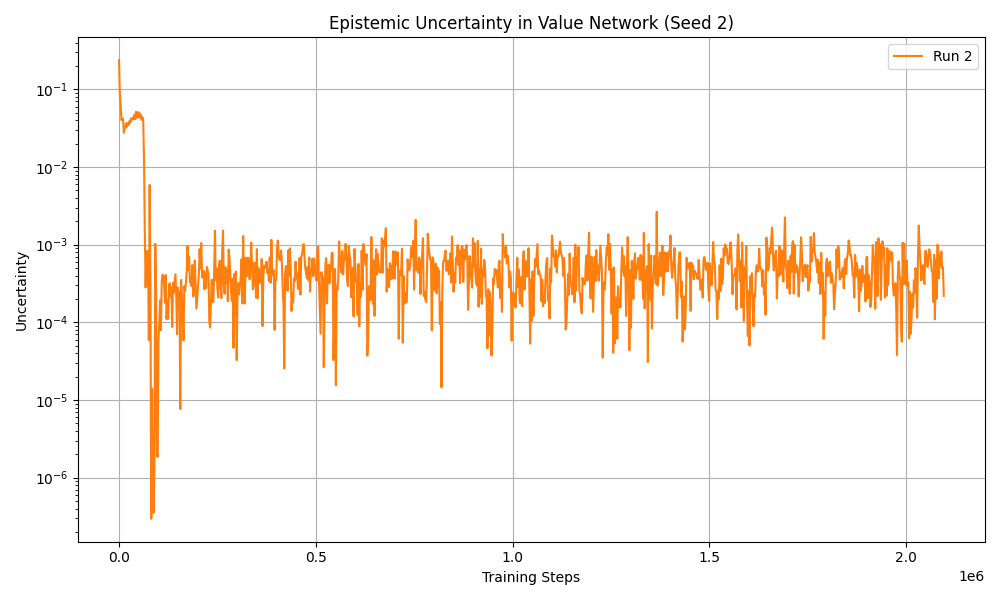 Epistemic Uncertainty in Value Network (Seed 2)
Run 2
Uncertainty
10⁻¹
10⁻²
10⁻³
10⁻⁴
10⁻⁵
10⁻⁶
0.0 0.5 1.0 1.5 2.0
1e6
Training Steps